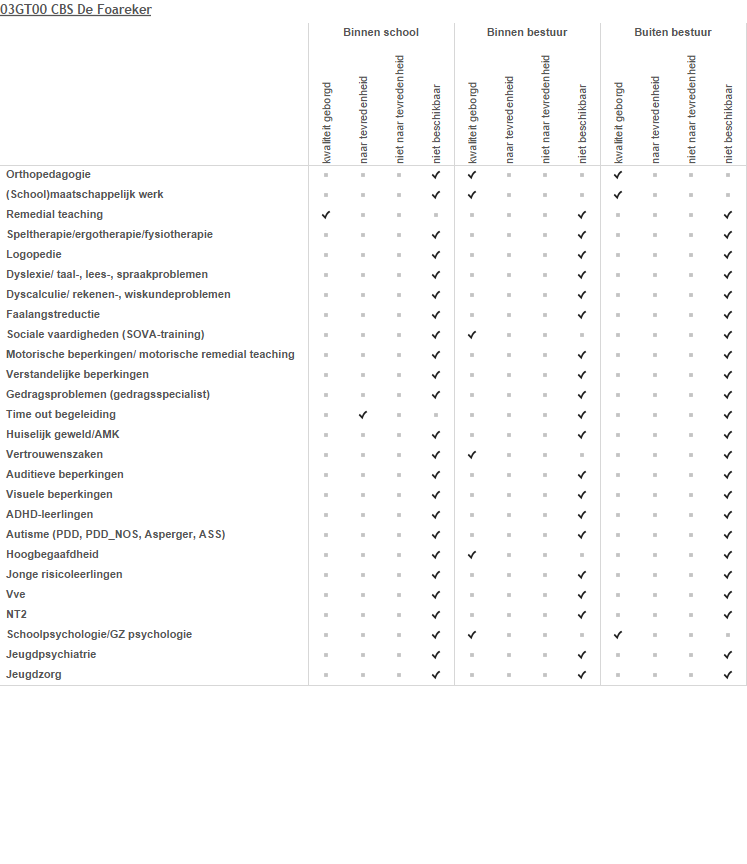 03GT00 CBS De Foareker
Binnen school Binnen bestuur Buiten bestuur
kwaliteit geborgd naar tevredenheid niet naar tevredenheid niet beschikbaar kwaliteit geborgd naar tevredenheid niet naar tevredenheid niet beschikbaar kwaliteit geborgd naar tevredenheid niet naar tevredenheid niet beschikbaar
Orthopedagogie
(School)maatschappelijk werk
Remedial teaching
Speltherapie/ergotherapie/fysiotherapie
Logopedie
Dyslexie/ taal-, lees-, spraakproblemen
Dyscalculie/ rekenen-, wiskundeproblemen
Faalangstreductie
Sociale vaardigheden (SOVA-training)
Motorische beperkingen/ motorische remedial teaching
Verstandelijke beperkingen
Gedragsproblemen (gedragsspecialist)
Time out begeleiding
Huiselijk geweld/AMK
Vertrouwenszaken
Auditieve beperkingen
Visuele beperkingen
ADHD-leerlingen
Autisme (PDD, PDD_NOS, Asperger, ASS)
Hoogbegaafdheid
Jonge risicoleerlingen
Vve
NT2
Schoolpsychologie/GZ psychologie
Jeugdpsychiatrie
Jeugdzorg